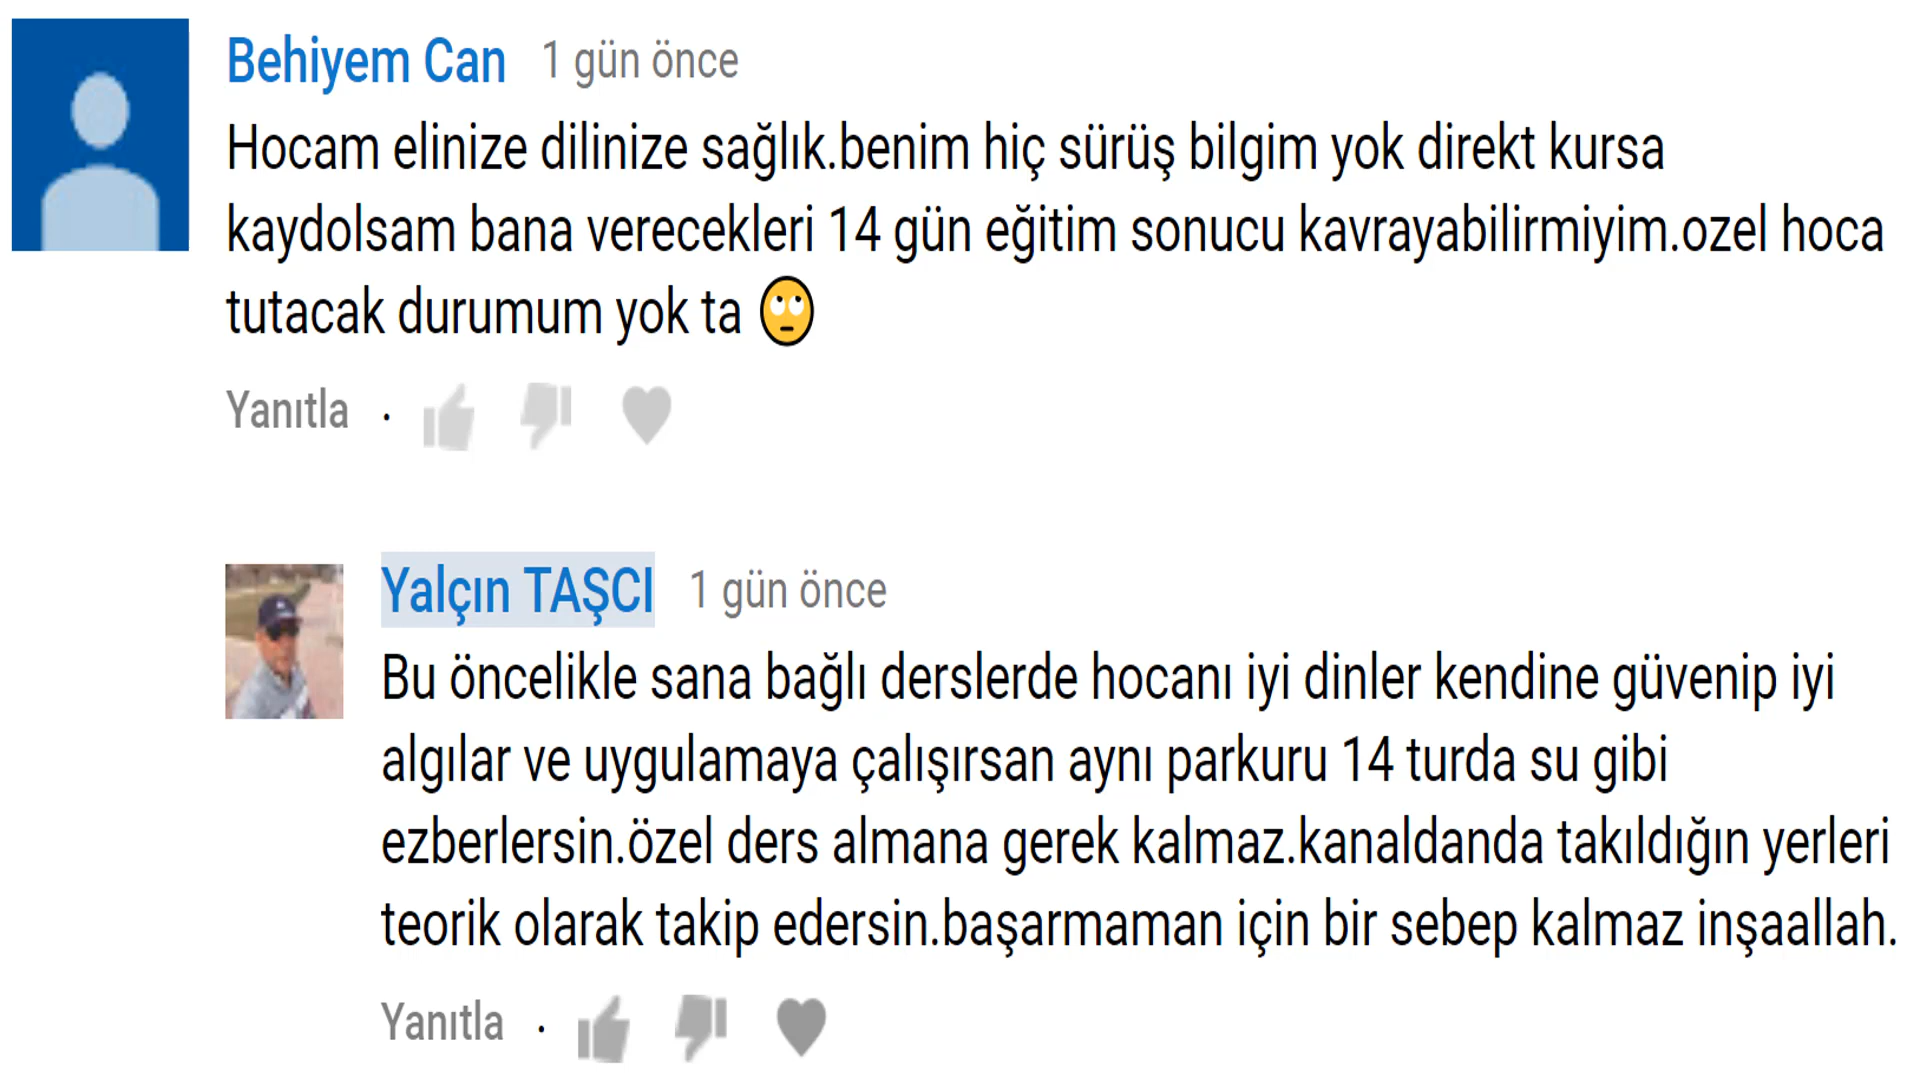 Behiyem Can 1 gün önce
Hocam elinize dilinize sağlık.benim hiç sürüş bilgim yok direkt kursa
kaydolsam bana verecekleri 14 gün eğitim sonucu kavrayabilirmiyim.ozel hoca
tutacak durumum yok ta 🙄
Yanıtla
Yalçın TAŞCI 1 gün önce
Bu öncelikle sana bağlı derslerde hocanı iyi dinler kendine güvenip iyi
algılar ve uygulamaya çalışırsan aynı parkuru 14 turda su gibi
ezberlersin.özel ders almana gerek kalmaz.kanaldanda takıldığın yerleri
teorik olarak takip edersin.başarmaman için bir sebep kalmaz inşaallah.
Yanıtla